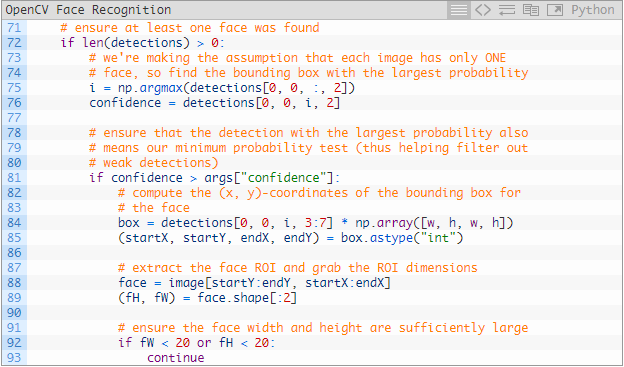 OpenCV Face Recognition
Python
71 # ensure at least one face was found
72 if len(detections) > 0:
73 # we're making the assumption that each image has only ONE
74 # face, so find the bounding box with the largest probability
75 i = np.argmax(detections[0, 0, :, 2])
76 confidence = detections[0, 0, i, 2]
77
78 # ensure that the detection with the largest probability also
79 # means our minimum probability test (thus helping filter out
80 # weak detections)
81 if confidence > args["confidence"]:
82 # compute the (x, y)-coordinates of the bounding box for
83 # the face
84 box = detections[0, 0, i, 3:7] * np.array([w, h, w, h])
85 (startX, startY, endX, endY) = box.astype("int")
86
87 # extract the face ROI and grab the ROI dimensions
88 face = image[startY:endY, startX:endX]
89 (fH, fW) = face.shape[:2]
90
91 # ensure the face width and height are sufficiently large
92 if fW < 20 or fH < 20:
93 continue